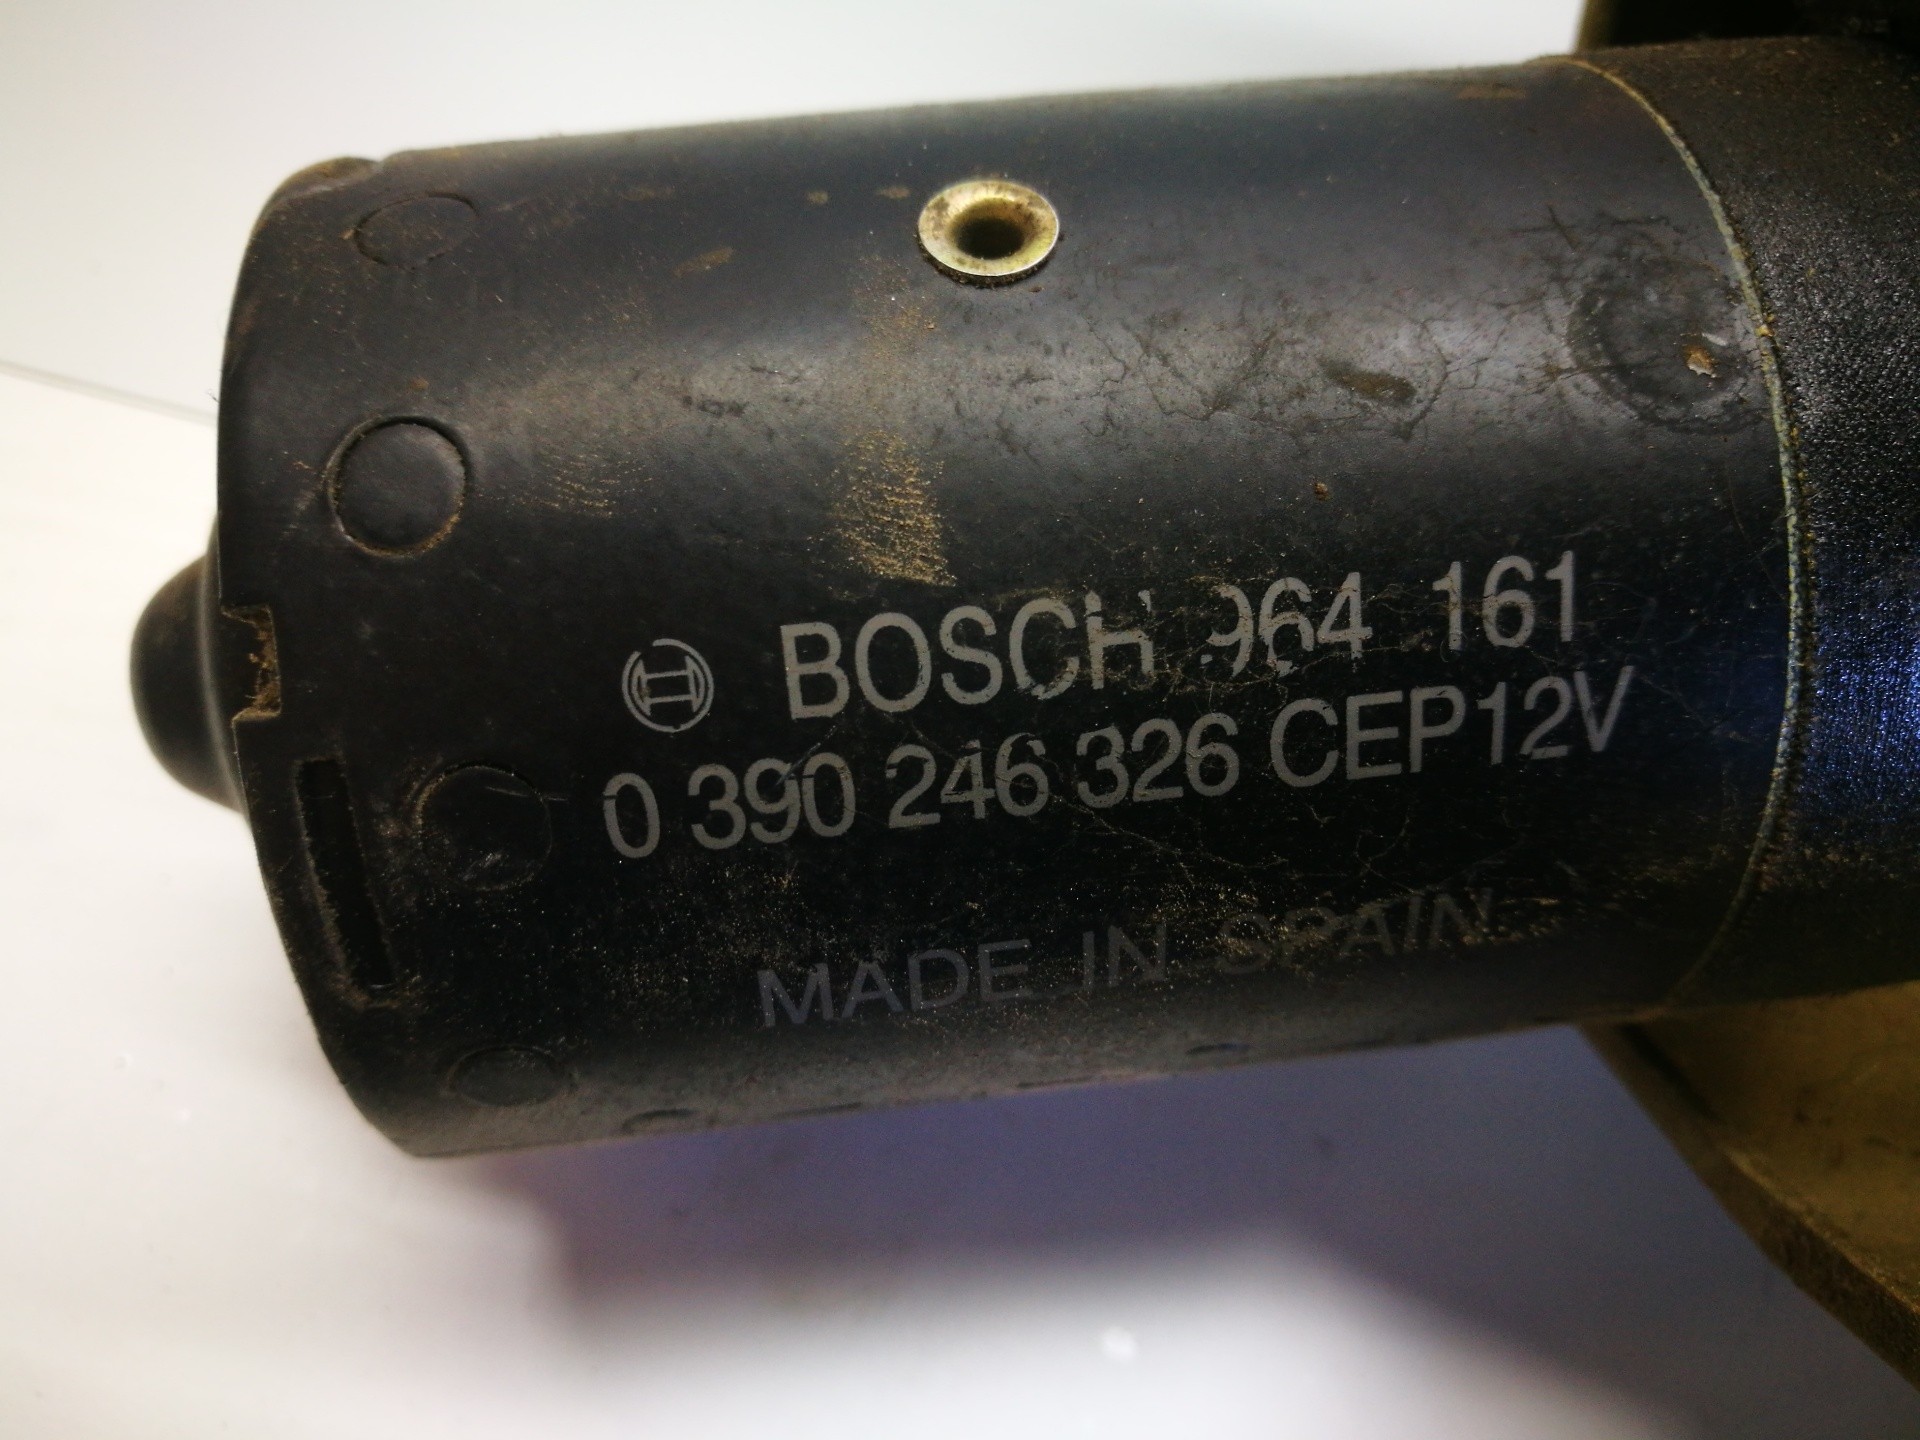 BOSCH 964 161
0 390 246 326 CEP12V
MADE IN SPAIN